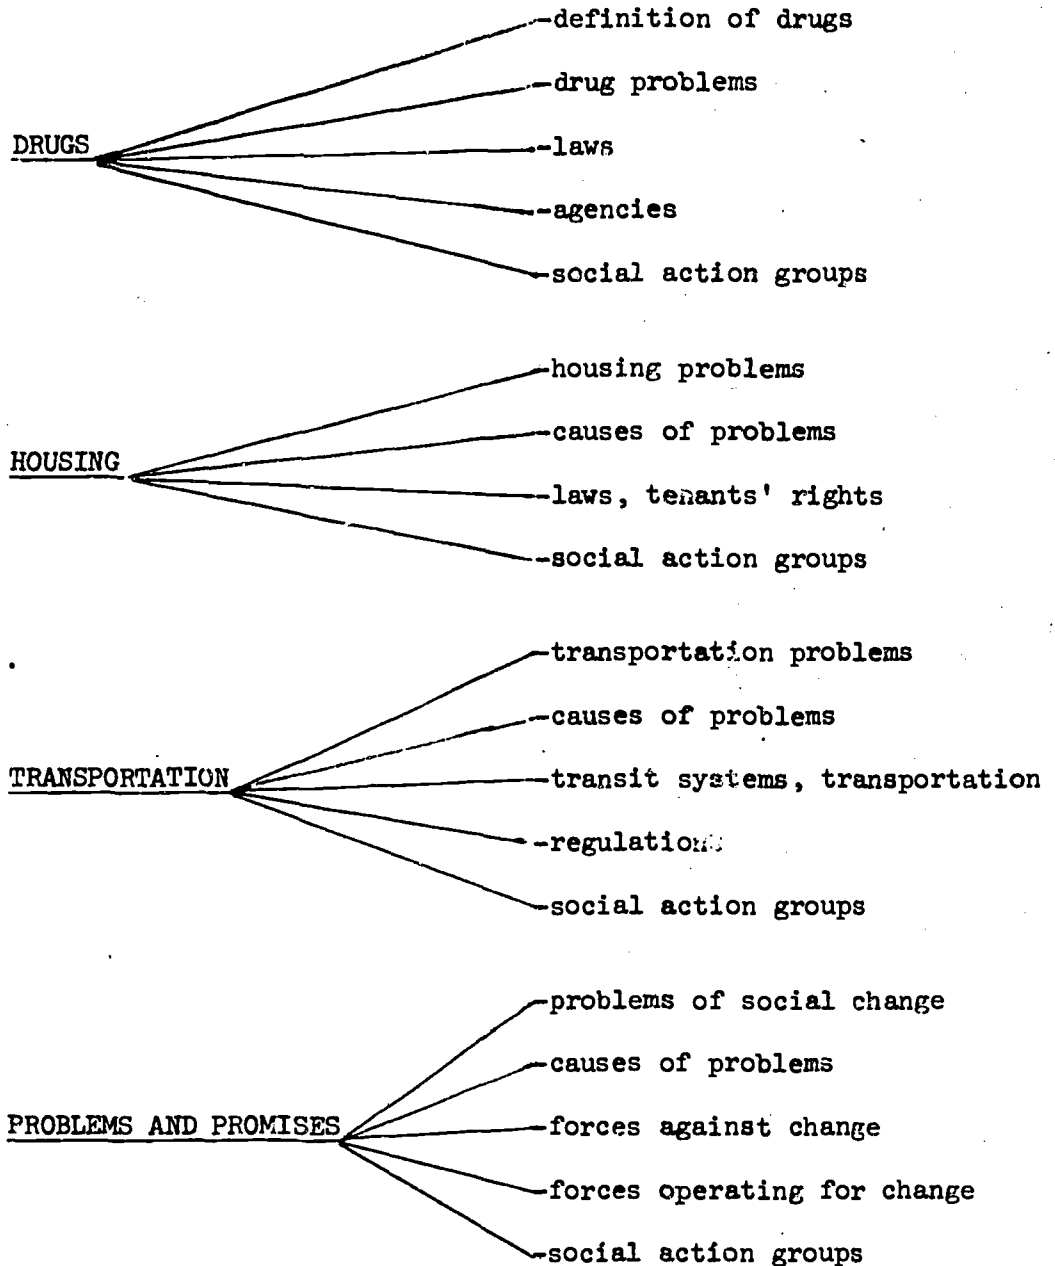 -definition of drugs
-drug problems
DRUGS
-laws
-agencies
-social action groups
-housing problems
-causes of problems
HOUSING
-laws, tenants' rights
-social action groups
-transportation problems
-causes of problems
TRANSPORTATION
-transit systems, transportation
-regulations
-social action groups
-problems of social change
-causes of problems
PROBLEMS AND PROMISES
-forces against change
-forces operating for change
-social action groups